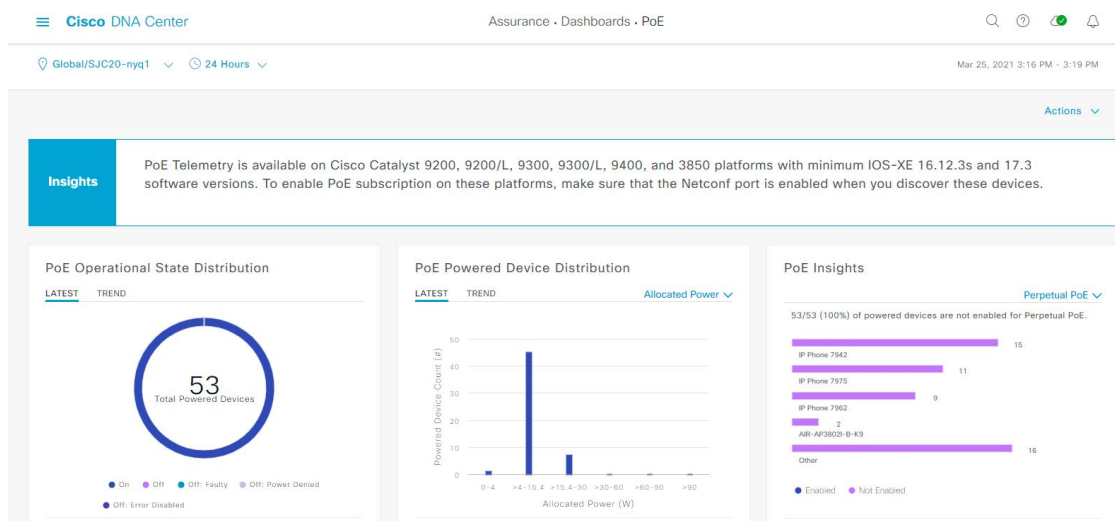 Cisco DNA Center
Assurance • Dashboards • PoE
Global/SJC20-nyq1
24 Hours
Mar 25, 2021 3:16 PM - 3:19 PM
Actions
Insights
PoE Telemetry is available on Cisco Catalyst 9200, 9200/L, 9300, 9300/L, 9400, and 3850 platforms with minimum IOS-XE 16.12.3s and 17.3
software versions. To enable PoE subscription on these platforms, make sure that the Netconf port is enabled when you discover these devices.
PoE Operational State Distribution
LATEST TREND
53
Total Powered Devices
On Off Off: Faulty Off: Power Denied
Off: Error Disabled
PoE Powered Device Distribution
LATEST TREND Allocated Power
Powered Device Count (#)
50
40
30
20
10
0
0-4 >4-15.4 >15.4-30 >30-60 >60-90 >90
Allocated Power (W)
PoE Insights
Perpetual PoE
53/53 (100%) of powered devices are not enabled for Perpetual PoE.
15
IP Phone 7942
11
IP Phone 7975
9
IP Phone 7962
2
AIR-AP3802I-B-K9
16
Other
Enabled Not Enabled